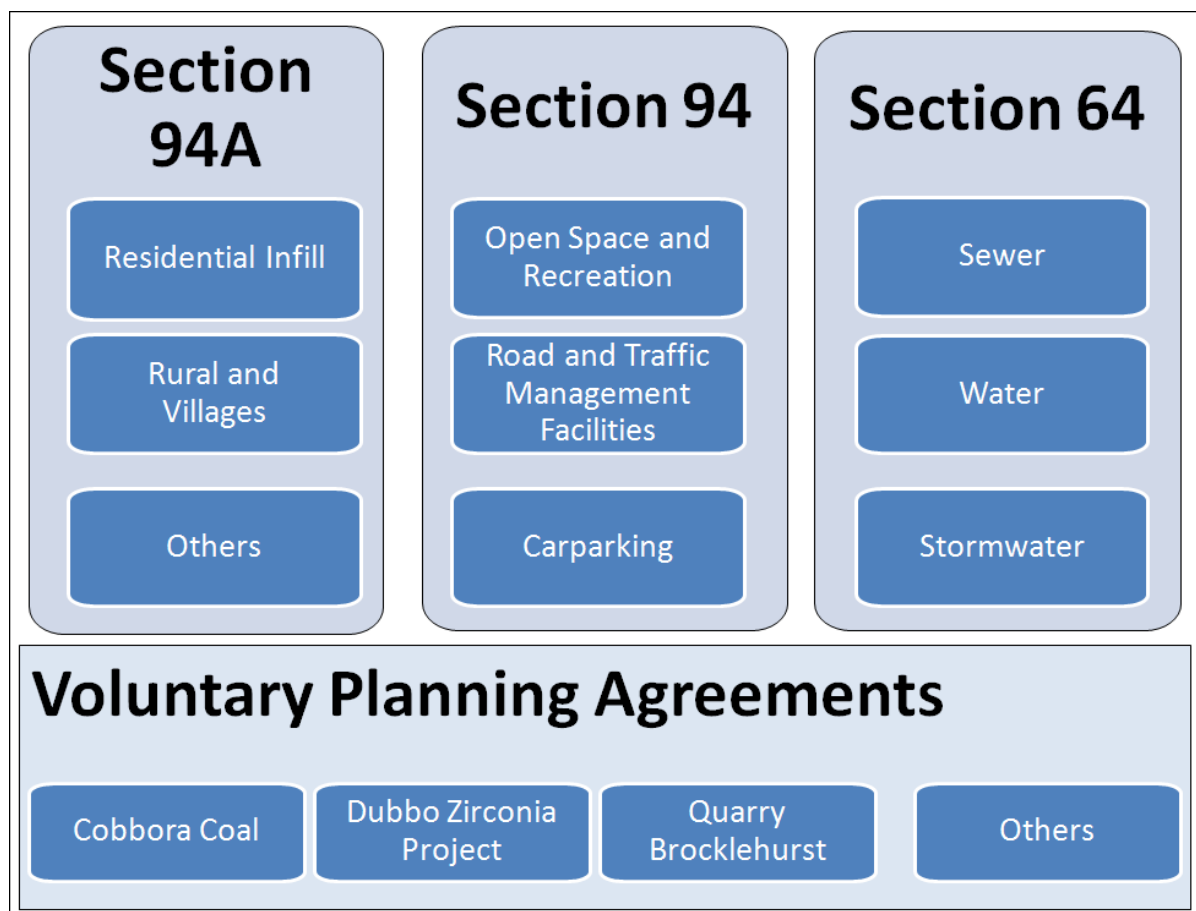 Section
94A
Residential Infill
Rural and
Villages
Others
Section 94
Open Space and
Recreation
Road and Traffic
Management
Facilities
Carparking
Section 64
Sewer
Water
Stormwater
Voluntary Planning Agreements
Cobbora Coal
Dubbo Zirconia
Project
Quarry
Brocklehurst
Others